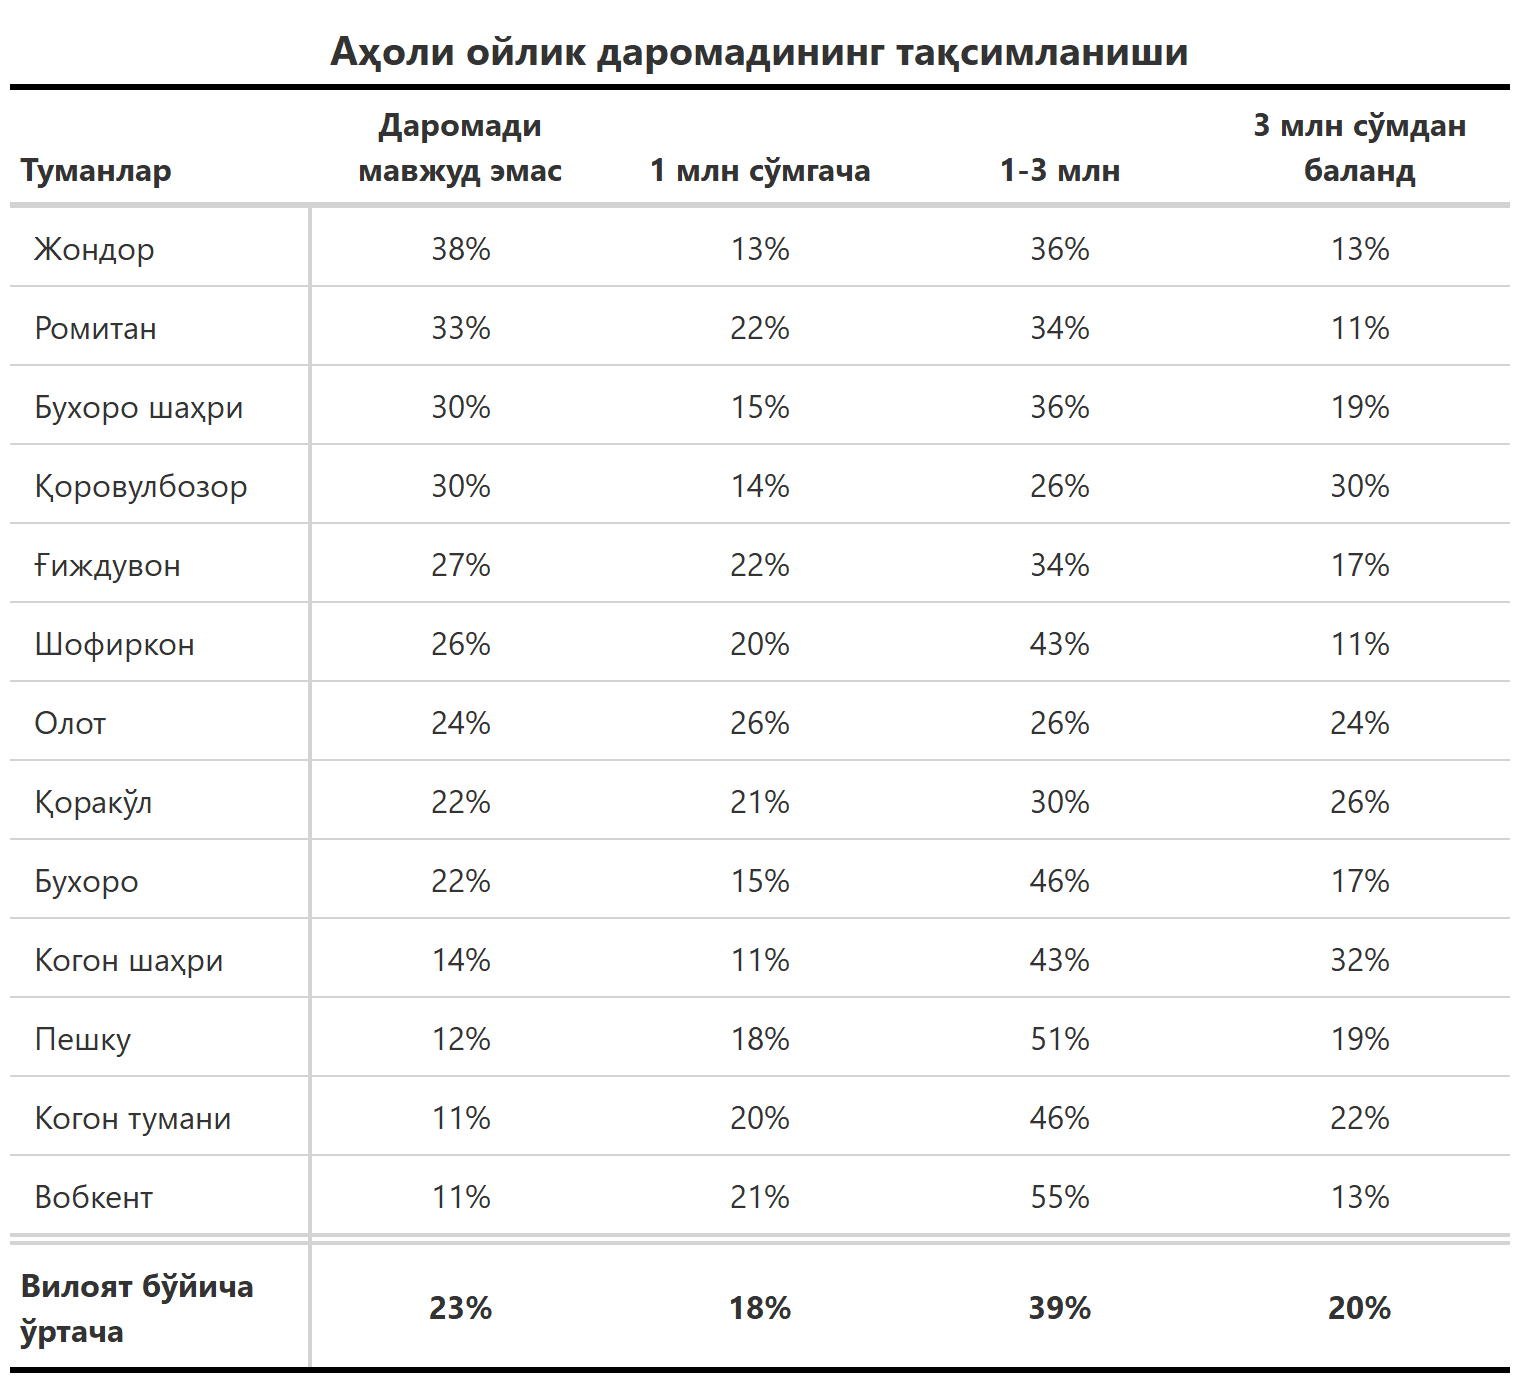 Аҳоли ойлик даромадининг тақсимланиши
Туманлар Даромади мавжуд эмас 1 млн сўмгача 1-3 млн 3 млн сўмдан баланд
Жондор 38% 13% 36% 13%
Ромитан 33% 22% 34% 11%
Бухоро шаҳри 30% 15% 36% 19%
Қоровулбозор 30% 14% 26% 30%
Ғиждувон 27% 22% 34% 17%
Шофиркон 26% 20% 43% 11%
Олот 24% 26% 26% 24%
Қоракўл 22% 21% 30% 26%
Бухоро 22% 15% 46% 17%
Когон шаҳри 14% 11% 43% 32%
Пешку 12% 18% 51% 19%
Когон тумани 11% 20% 46% 22%
Вобкент 11% 21% 55% 13%
Вилоят бўйича ўртача 23% 18% 39% 20%